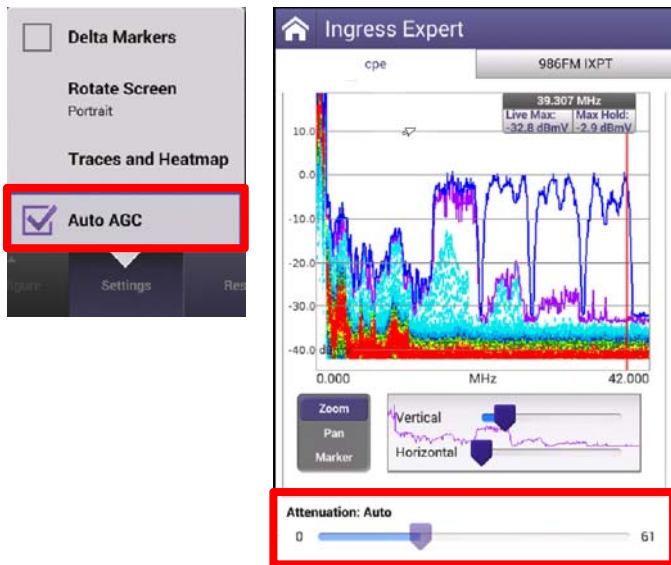 Delta Markers
Rotate Screen
Portrait
Traces and Heatmap
Auto AGC
Settings
Res
Ingress Expert
cpe
986FM IXPT
39.307 MHz
Live Max: Max Hold:
-32.8 dBmV -2.9 dBmV
10.0
0.0
-10.0
-20.0
-30.0
-40.0
0.000 MHz 42.000
Zoom
Pan
Marker
Vertical
Horizontal
Attenuation: Auto
0 61